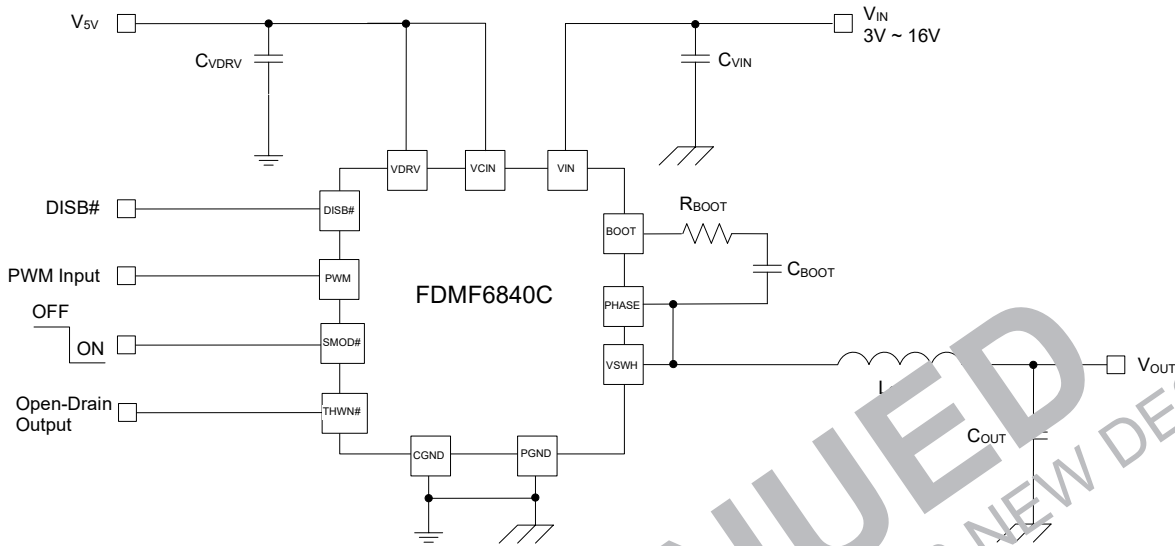 V5V
VIN
3V ~ 16V
CVDRV
CVIN
VDRV
VCIN
VIN
DISB#
DISB#
RBOOT
BOOT
PWM Input
PWM
CBOOT
FDMF6840C
PHASE
OFF
ON
SMOD#
VSWH
VOUT
Open-Drain
Output
THWN#
COUT
CGND
PGND
NEW